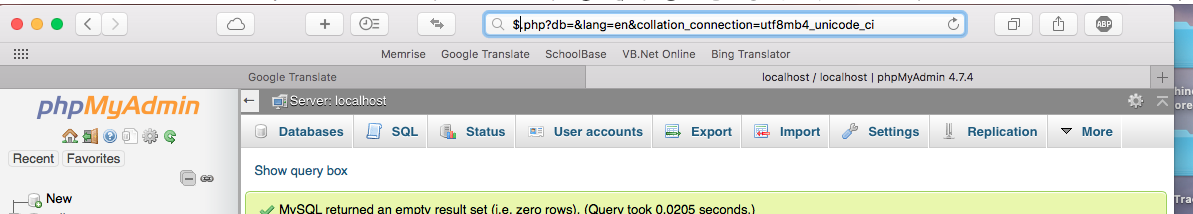 $.php?db=&lang=en&collation_connection=utf8mb4_unicode_ci
ABP
Memrise Google Translate SchoolBase VB.Net Online Bing Translator
Google Translate localhost / localhost | phpMyAdmin 4.7.4
phpMyAdmin
Server: localhost
Databases SQL Status User accounts Export Import Settings Replication More
Recent Favorites
Show query box
New
MySQL returned an empty result set (i.e. zero rows). (Query took 0.0205 seconds.)